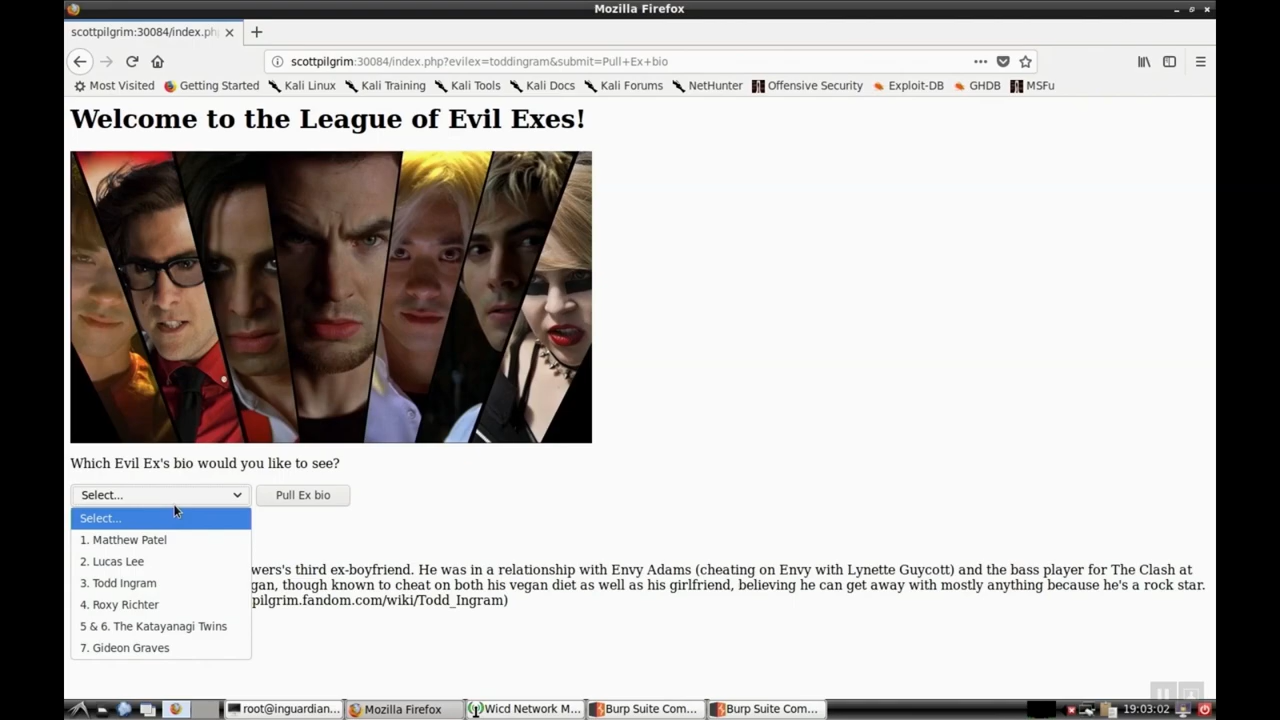 Mozilla Firefox
scottpilgrim:30084/index.ph
scottpilgrim:30084/index.php?evilex=toddingram&submit=Pull+Ex+bio
Most Visited Getting Started Kali Linux Kali Training Kali Tools Kali Docs Kali Forums NetHunter Offensive Security Exploit-DB GHDB MSFu
Welcome to the League of Evil Exes!
Which Evil Ex's bio would you like to see?
Select... Pull Ex bio
Select...
1. Matthew Patel
2. Lucas Lee
3. Todd Ingram
4. Roxy Richter
5 & 6. The Katayanagi Twins
7. Gideon Graves
wers's third ex-boyfriend. He was in a relationship with Envy Adams (cheating on Envy with Lynette Guycott) and the bass player for The Clash at
gan, though known to cheat on both his vegan diet as well as his girlfriend, believing he can get away with mostly anything because he's a rock star.
pilgrim.fandom.com/wiki/Todd_Ingram)
root@inguardian... Mozilla Firefox Wicd Network M... Burp Suite Com... Burp Suite Com... 19:03:02